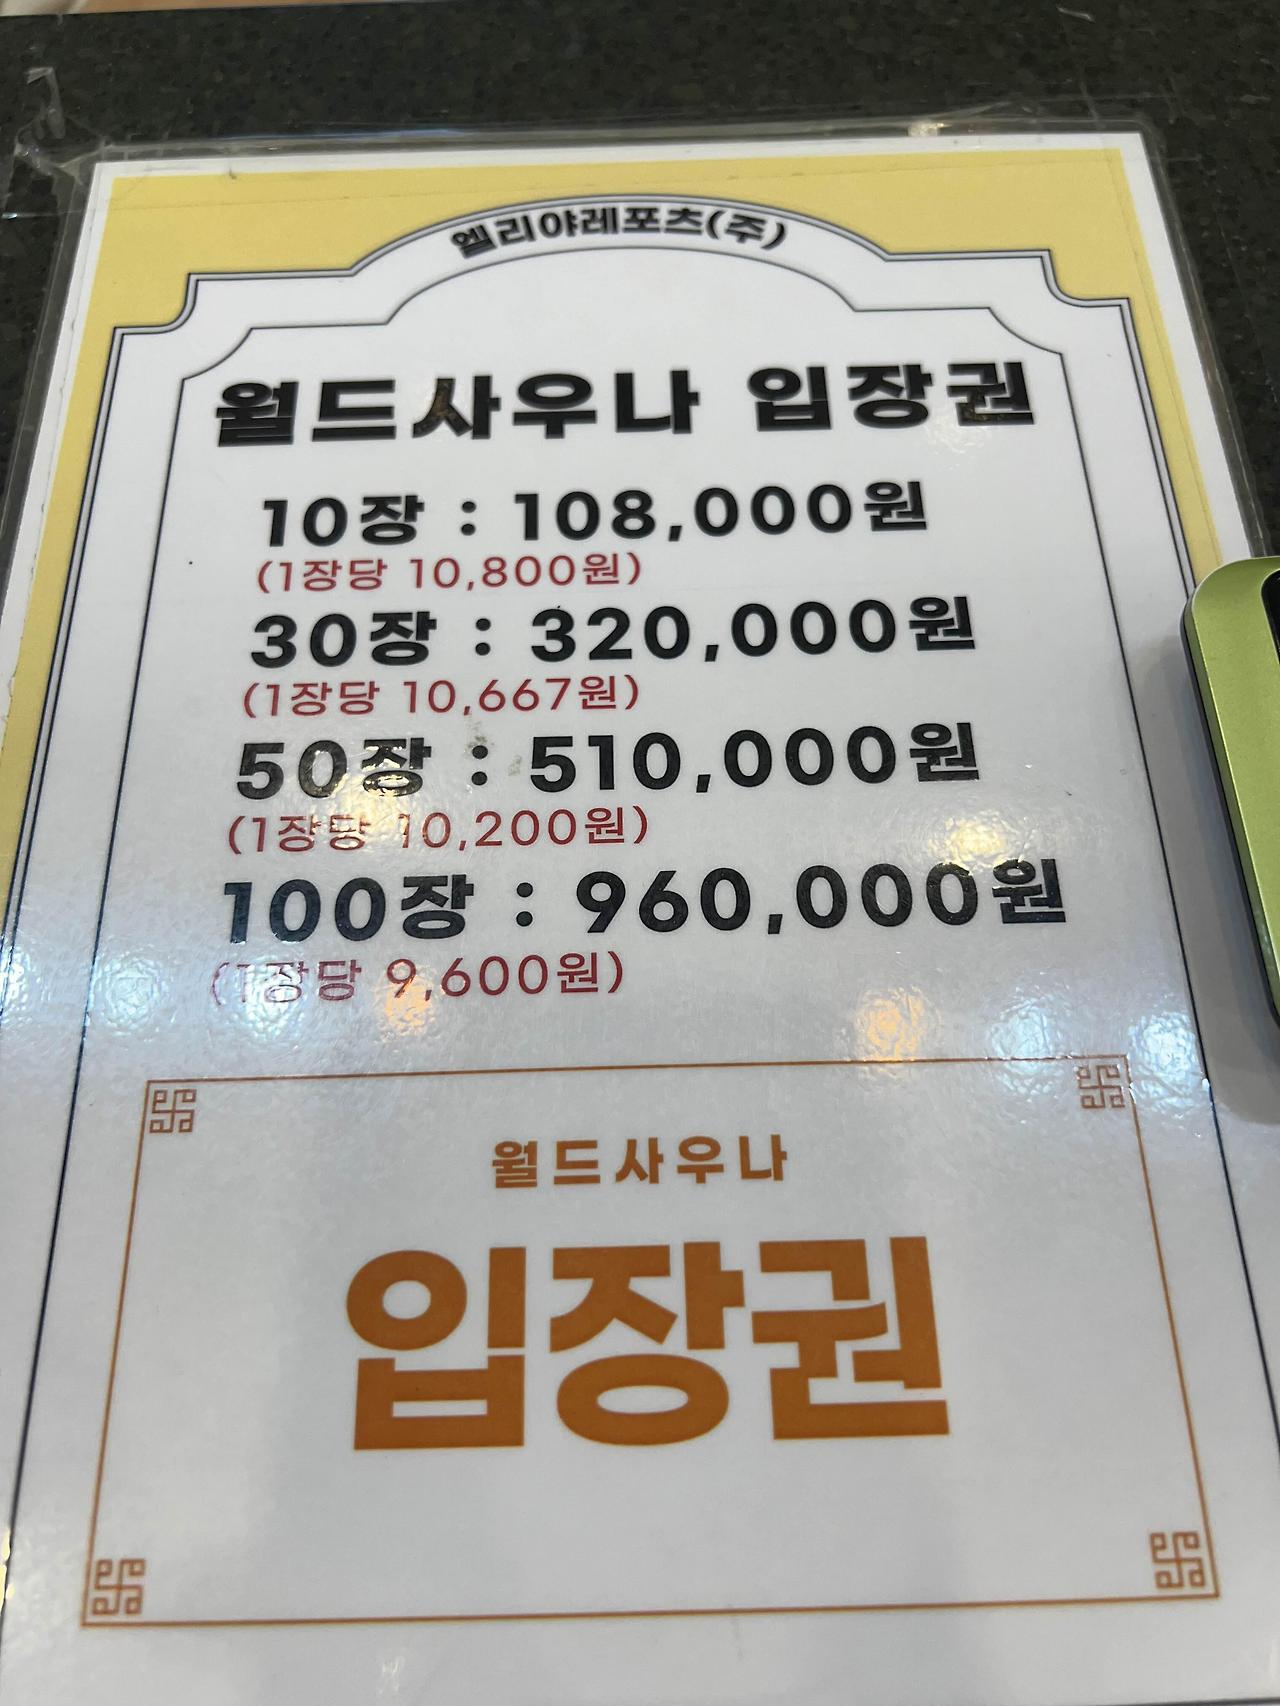 엘리야레포츠(주)
월드사우나 입장권
10장 : 108,000원
(1장당 10,800원)
30장 : 320,000원
(1장당 10,667원)
50장 : 510,000원
(1장당 10,200원)
100장 : 960,000원
(1장당 9,600원)
월드사우나
입장권